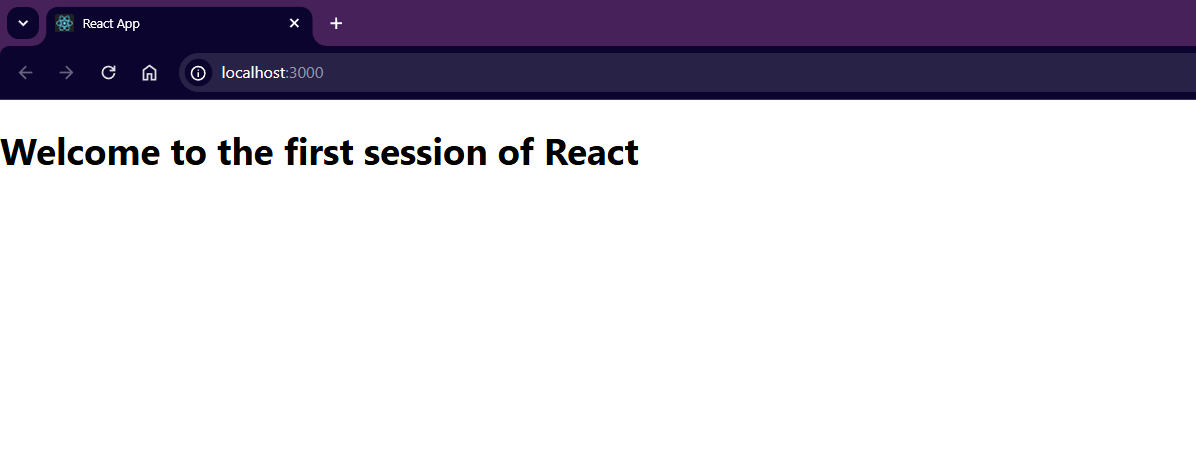 React App
localhost:3000
Welcome to the first session of React